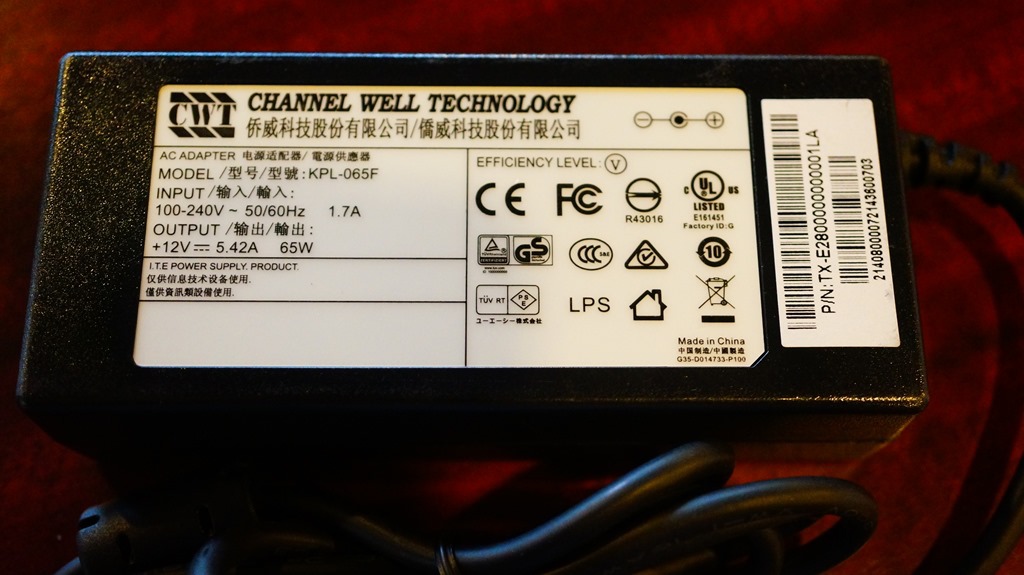 CWT CHANNEL WELL TECHNOLOGY
侨威科技股份有限公司/僑威科技股份有限公司
AC ADAPTER 电源适配器/電源供應器
MODEL /型号/型號: KPL-065F
INPUT /输入/輸入:
100-240V ~ 50/60Hz 1.7A
OUTPUT /输出/輸出:
+12V 5.42A 65W
I.T.E POWER SUPPLY. PRODUCT.
仅供信息技术设备使用.
僅供資訊類設備使用.
EFFICIENCY LEVEL: V
CE FC R43016 C UL US
LISTED
E161451
Factory ID:G
GS CCC S&E 10
TÜV RT PS E LPS
ユーエーシー株式会社
Made in China
中国制造/中國製造
G35-D014733-P100
P/N: TX-E280000000000001LA
21408000072143600703